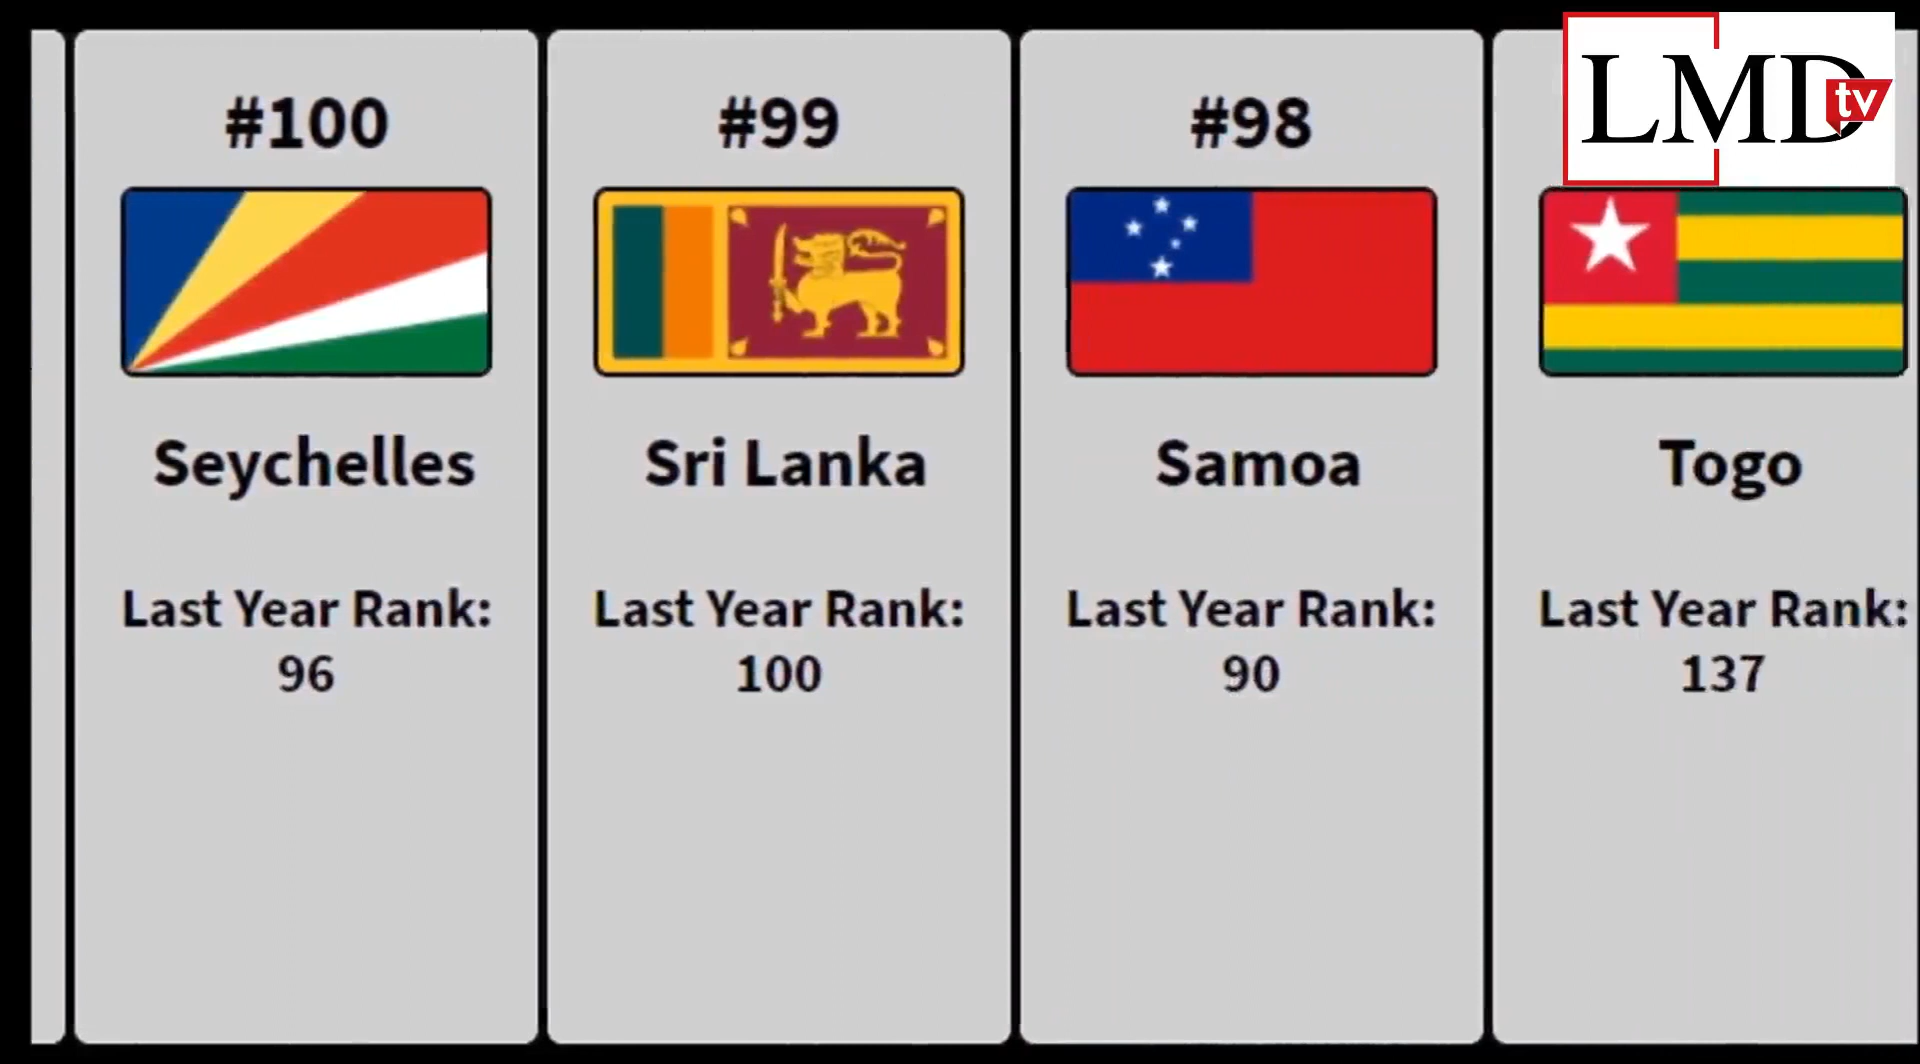 #100
Seychelles
Last Year Rank:
96
#99
Sri Lanka
Last Year Rank:
100
#98
Samoa
Last Year Rank:
90
Togo
Last Year Rank:
137
LMD
tv